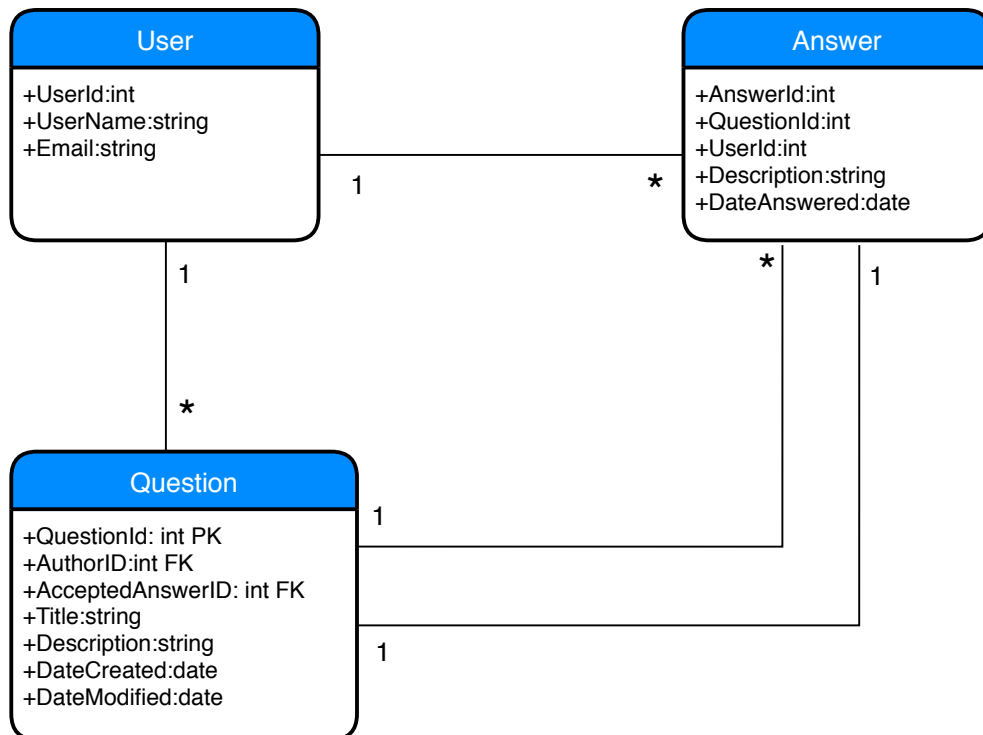 User
+UserId:int
+UserName:string
+Email:string
Answer
+AnswerId:int
+QuestionId:int
+UserId:int
+Description:string
+DateAnswered:date
1
*
1
*
*
1
Question
+QuestionId: int PK
+AuthorID:int FK
+AcceptedAnswerID: int FK
+Title:string
+Description:string
+DateCreated:date
+DateModified:date
1
1